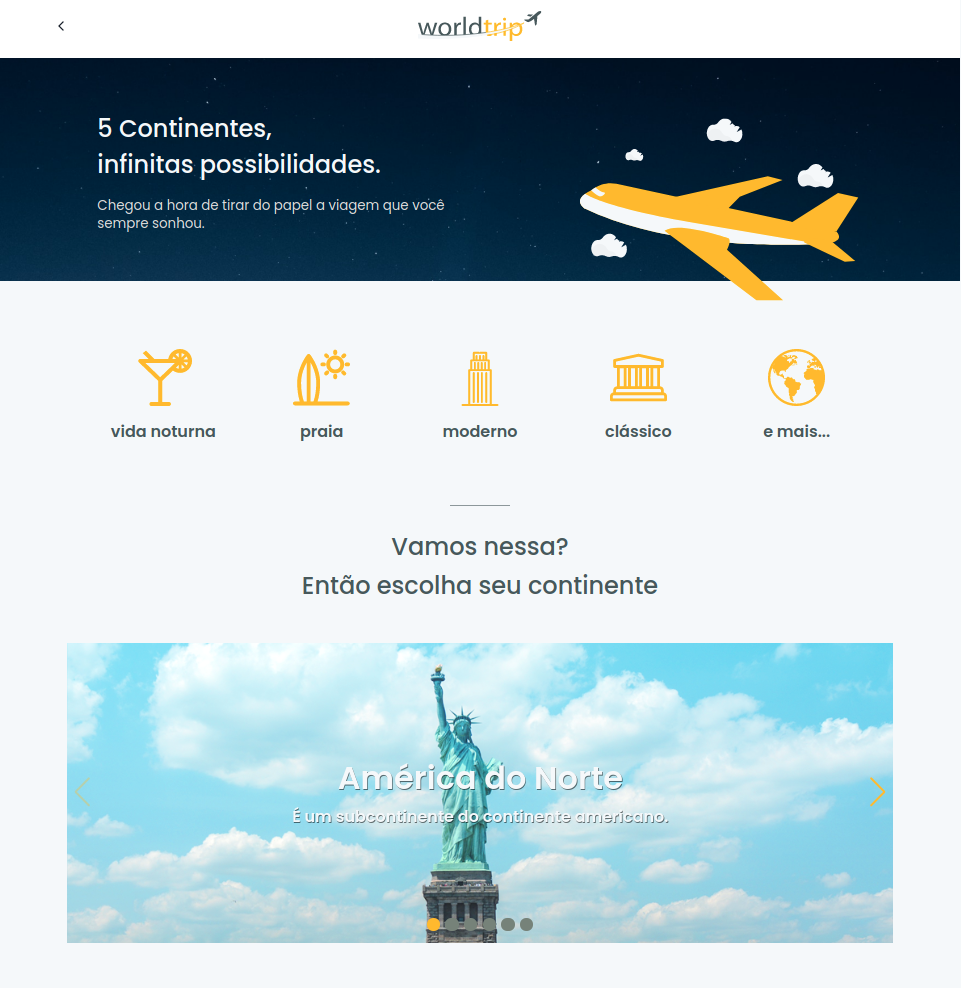 worldtrip
5 Continentes,
infinitas possibilidades.
Chegou a hora de tirar do papel a viagem que você
sempre sonhou.
vida noturna
praia
moderno
clássico
e mais...
Vamos nessa?
Então escolha seu continente
América do Norte
É um subcontinente do continente americano.